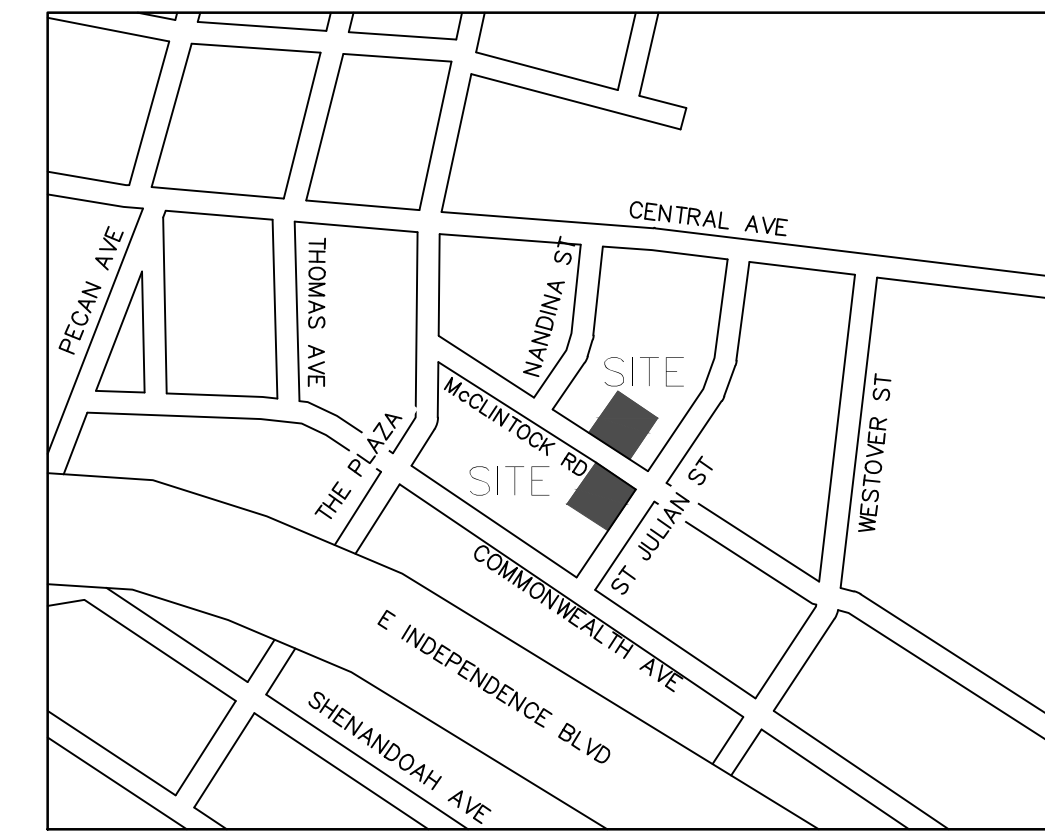 CENTRAL AVE
PECAN AVE
THOMAS AVE
NANDINA ST
SITE
McCLINTOCK RD
WESTOVER ST
THE PLAZA
SITE
ST JULIAN ST
COMMONWEALTH AVE
E INDEPENDENCE BLVD
SHENANDOAH AVE